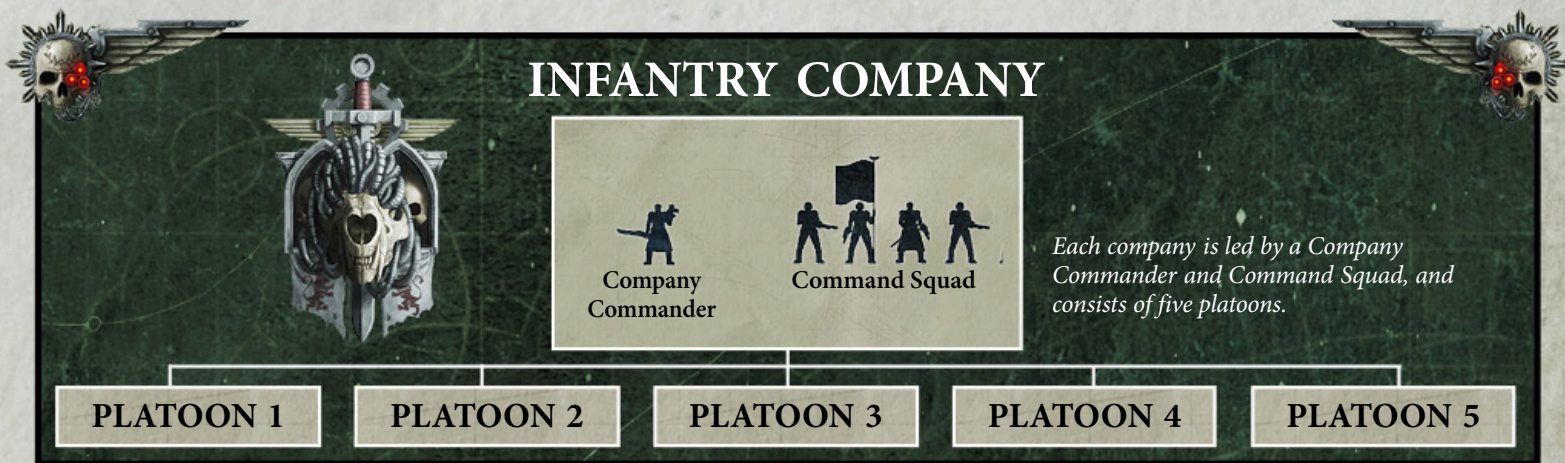 INFANTRY COMPANY
Company
Commander
Command Squad
Each company is led by a Company
Commander and Command Squad, and
consists of five platoons.
PLATOON 1
PLATOON 2
PLATOON 3
PLATOON 4
PLATOON 5